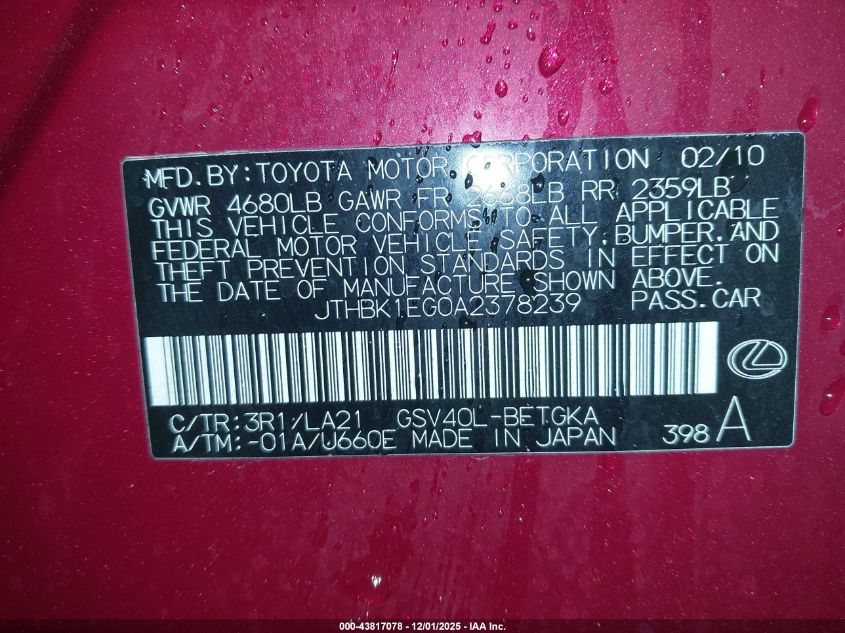 MFD.BY:TOYOTA MOTOR CORPORATION 02/10
GVWR 4680LB GAWR FR LB RR 2359LB
THIS VEHICLE CONFORMS TO ALL APPLICABLE
FEDERAL MOTOR VEHICLE SAFETY,BUMPER,AND
THEFT PREVENTION STANDARDS IN EFFECT ON
THE DATE OF MANUFACTURE SHOWN ABOVE.
JTHBK1EG0A2378239 PASS.CAR
C/TR:3R1/LA21 GSV40L-BETGKA
A/TM:-01A/U660E MADE IN JAPAN 398 A
000-43817078 - 12/01/2025 - IAA Inc.